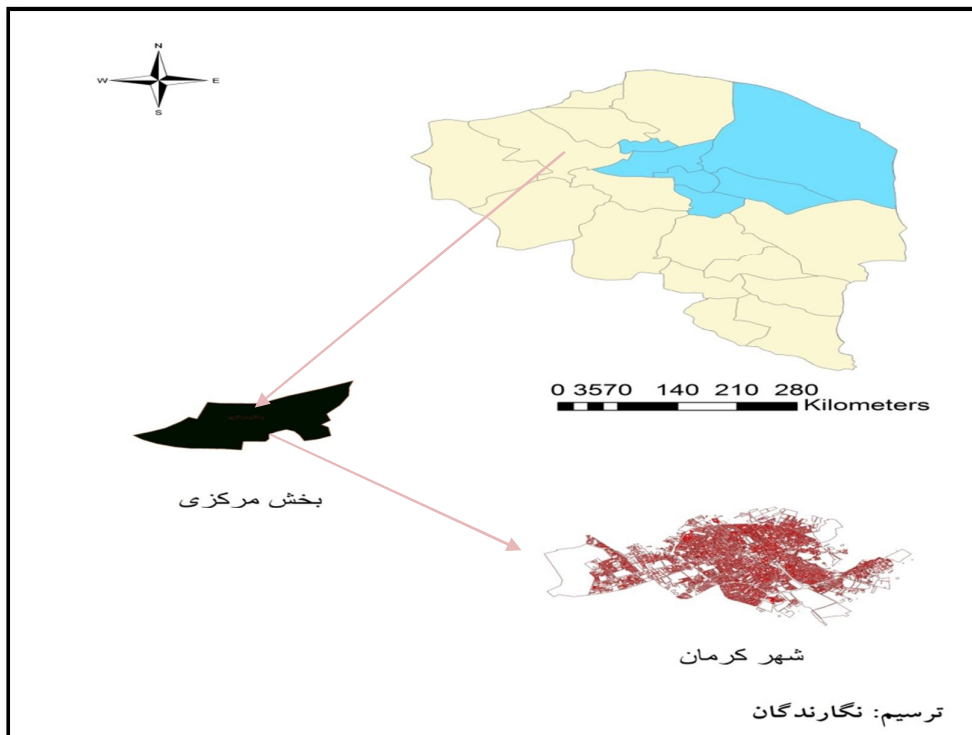 N
W E
S
0 3570 140 210 280
Kilometers
بخش مرکزی
شهر کرمان
ترسیم: نگارندگان